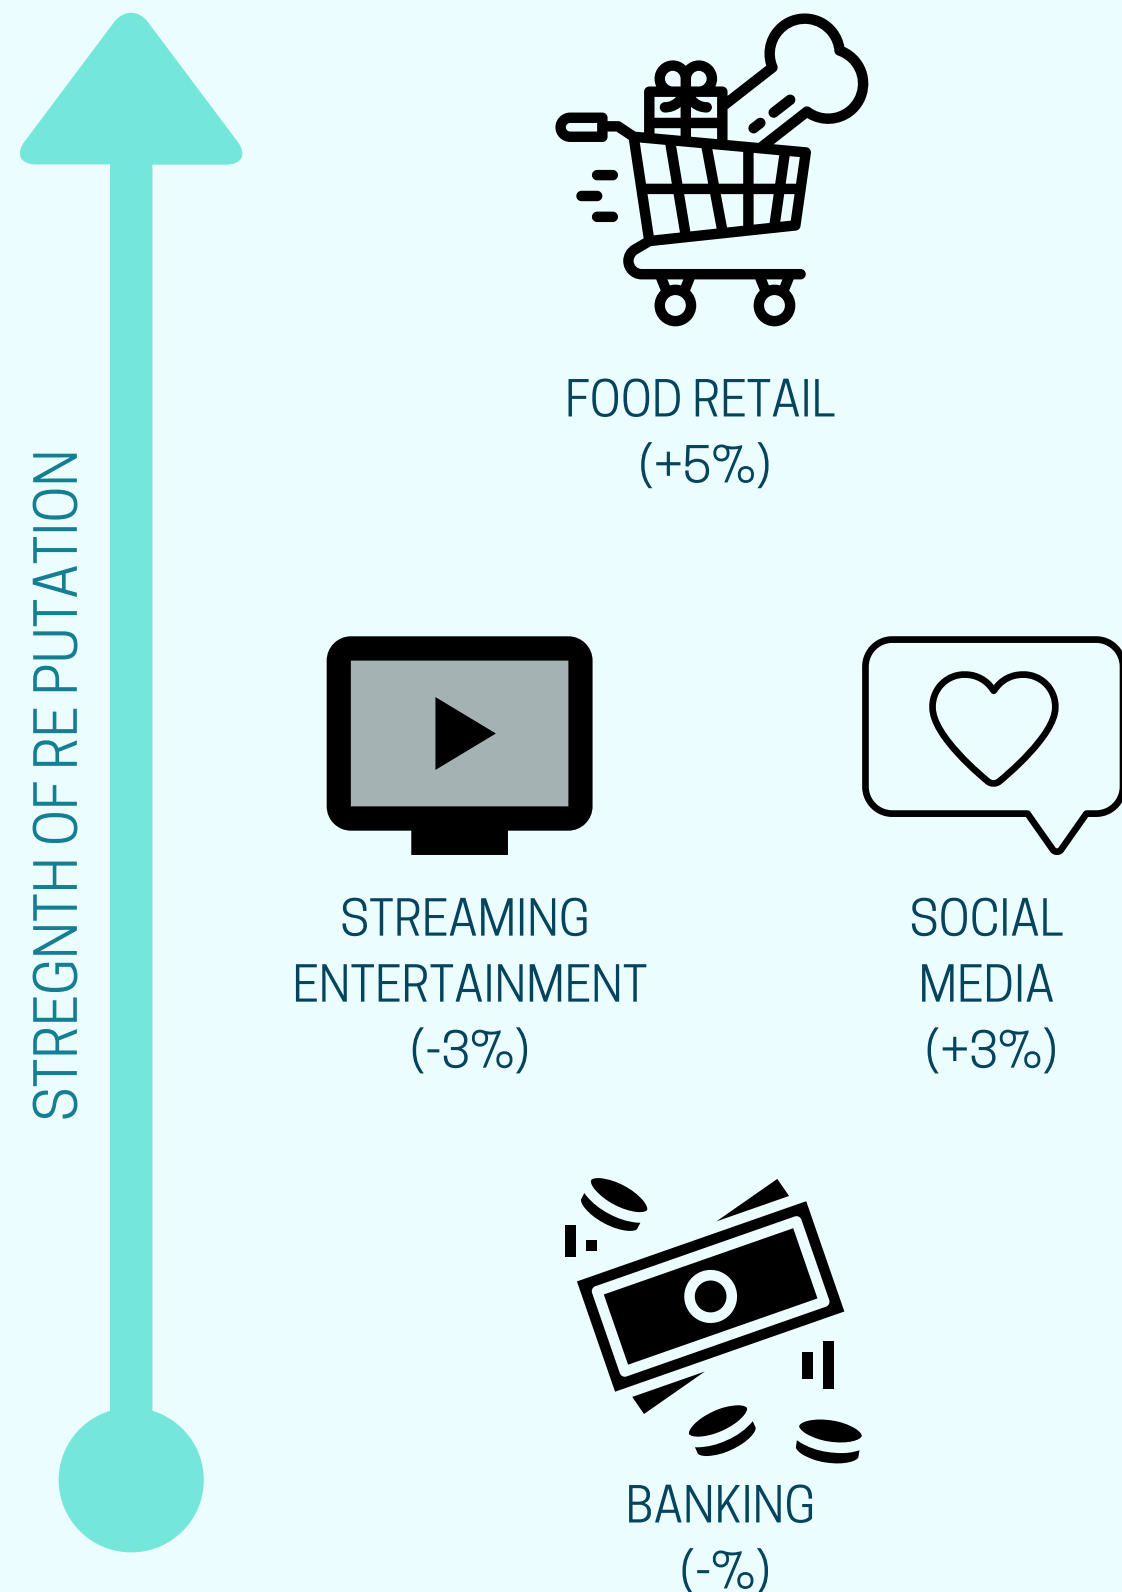 STREGNTH OF RE PUTATION
FOOD RETAIL
(+5%)
STREAMING
ENTERTAINMENT
(-3%)
SOCIAL
MEDIA
(+3%)
BANKING
(-%)